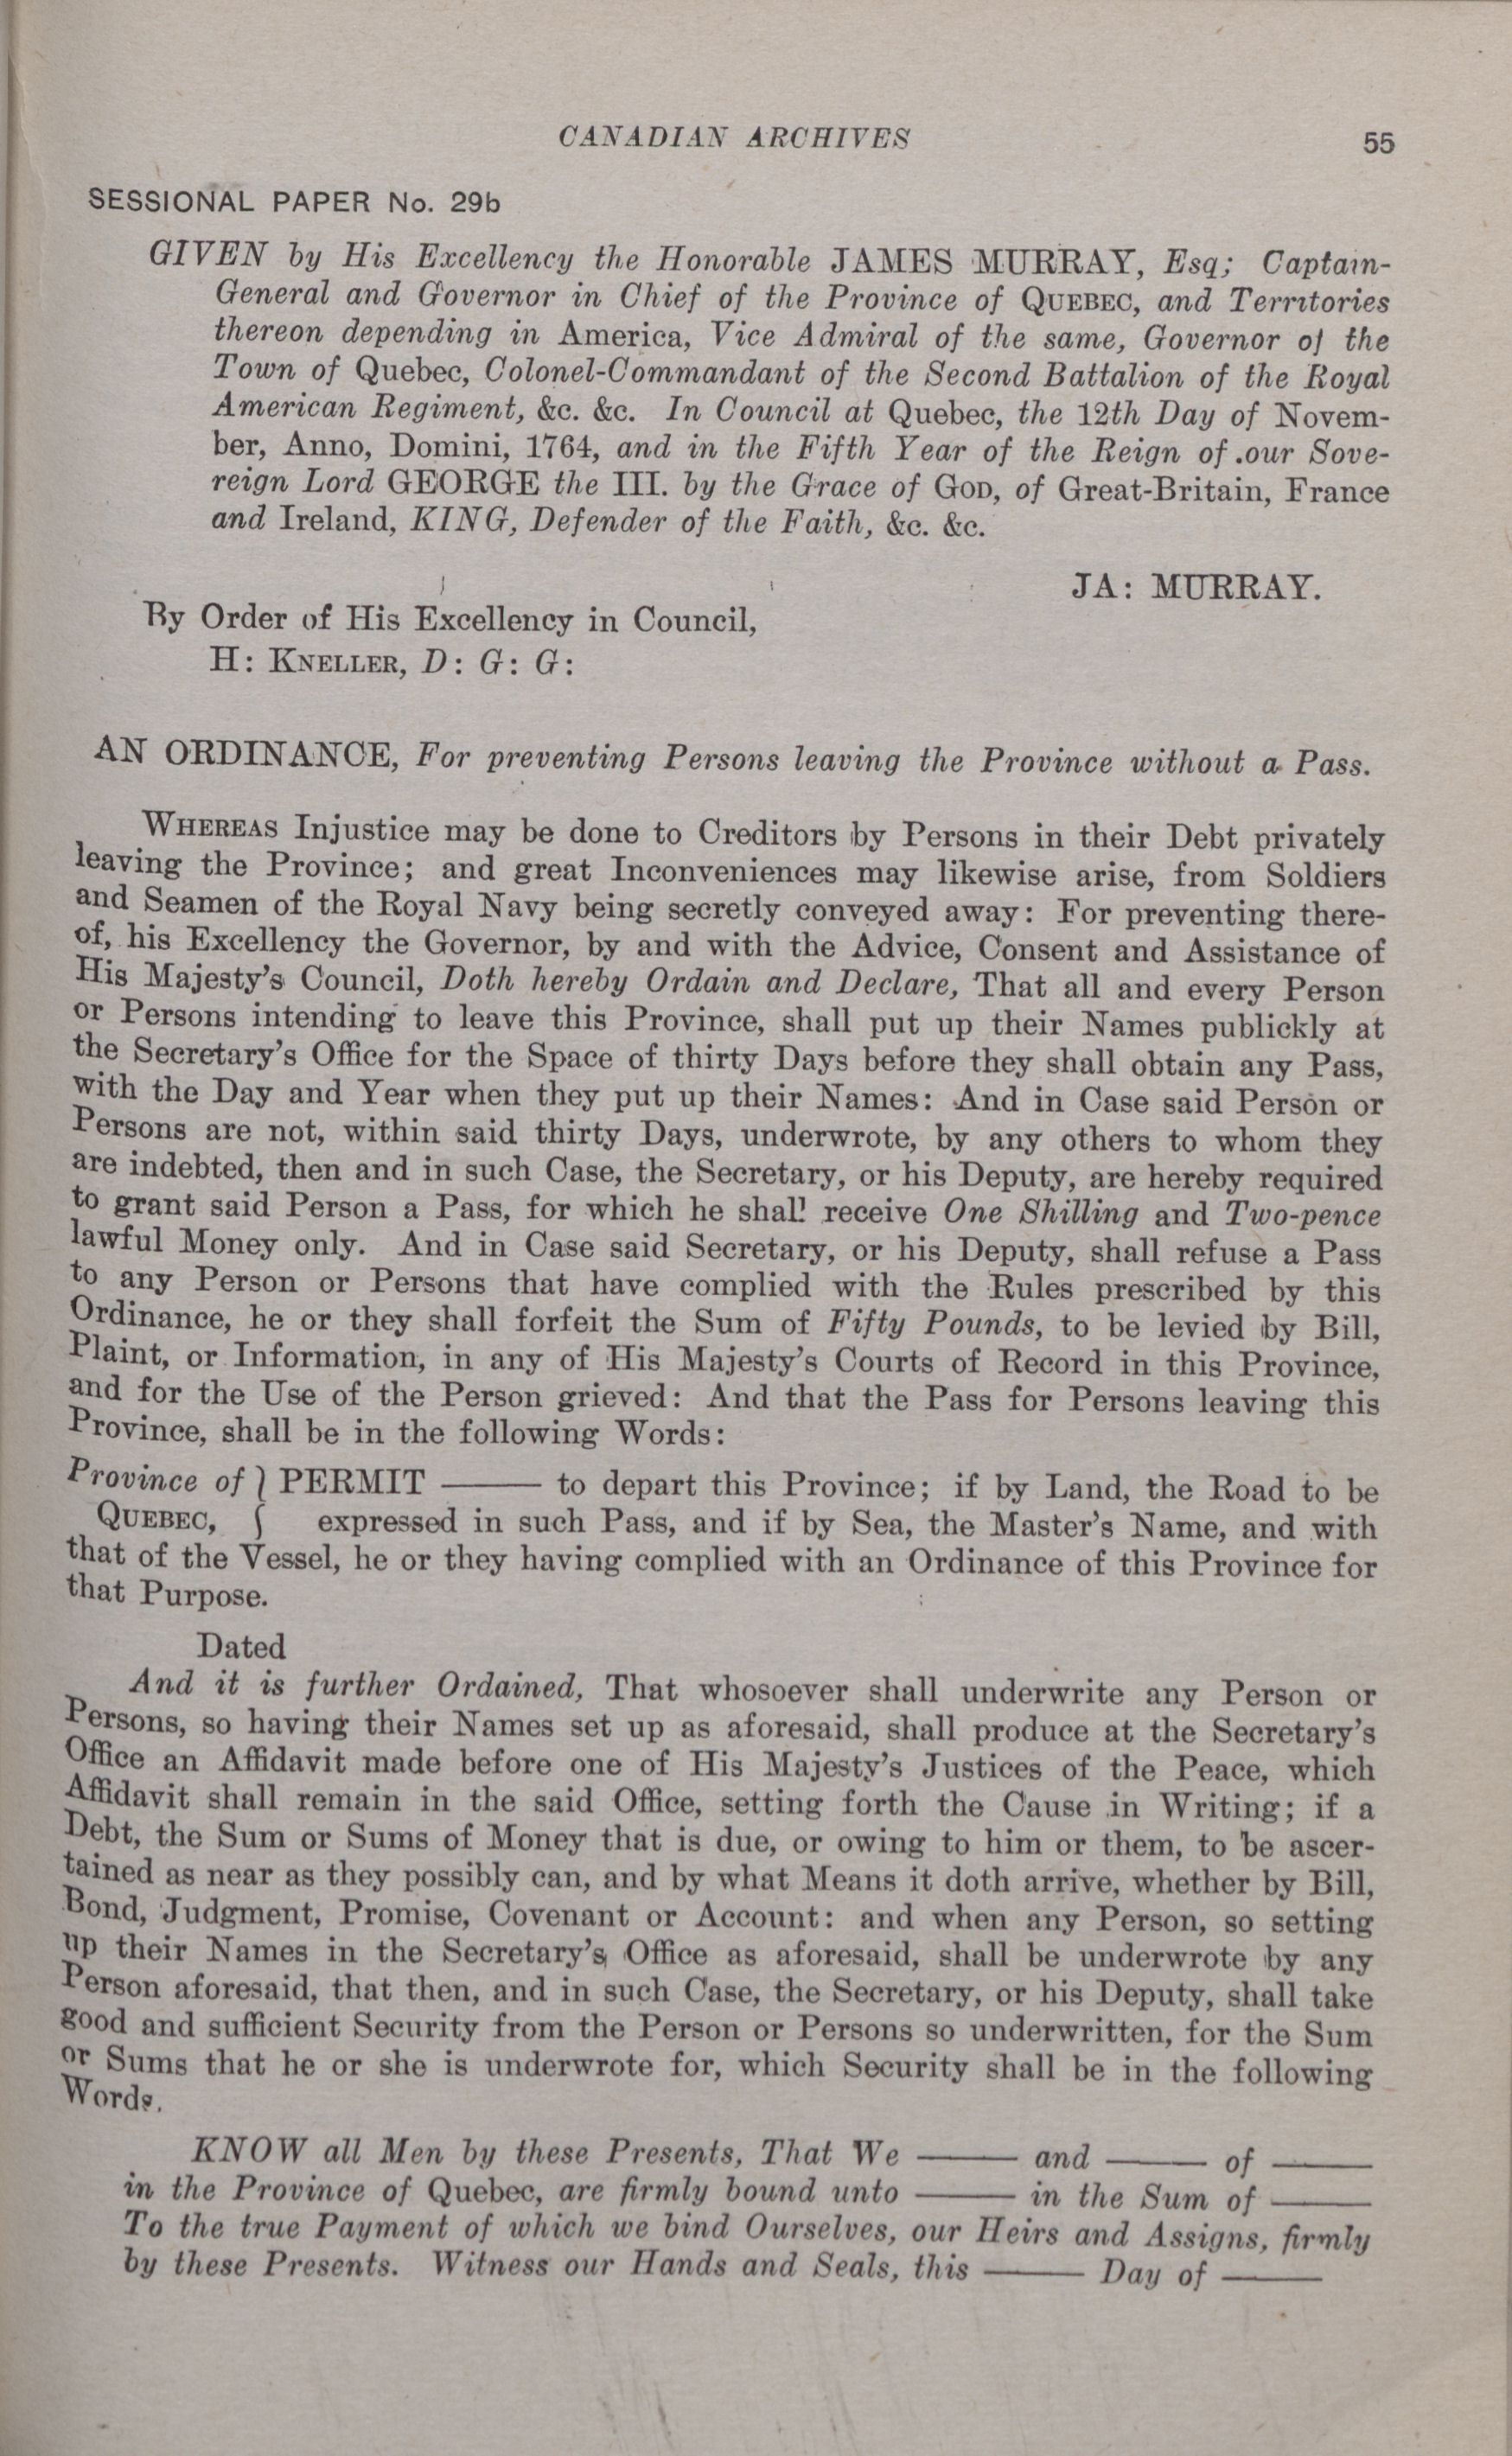 CANADIAN ARCHIVES 55
SESSIONAL PAPER No. 29b
GIVEN by His Excellency the Honorable JAMES MURRAY, Esq; Captain-
General and Governor in Chief of the Province of QUEBEC, and Territories
thereon depending in America, Vice Admiral of the same, Governor of the
Town of Quebec, Colonel-Commandant of the Second Battalion of the Royal
American Regiment, &c. &c. In Council at Quebec, the 12th Day of Novem-
ber, Anno, Domini, 1764, and in the Fifth Year of the Reign of our Sove-
reign Lord GEORGE the III. by the Grace of GOD, of Great-Britain, France
and Ireland, KING, Defender of the Faith, &c. &c.
JA: MURRAY.
By Order of His Excellency in Council,
H: KNELLER, D: G: G:
AN ORDINANCE, For preventing Persons leaving the Province without a Pass.
WHEREAS Injustice may be done to Creditors by Persons in their Debt privately
leaving the Province; and great Inconveniences may likewise arise, from Soldiers
and Seamen of the Royal Navy being secretly conveyed away: For preventing there-
of, his Excellency the Governor, by and with the Advice, Consent and Assistance of
His Majesty's Council, Doth hereby Ordain and Declare, That all and every Person
or Persons intending to leave this Province, shall put up their Names publickly at
the Secretary's Office for the Space of thirty Days before they shall obtain any Pass,
with the Day and Year when they put up their Names: And in Case said Person or
Persons are not, within said thirty Days, underwrote, by any others to whom they
are indebted, then and in such Case, the Secretary, or his Deputy, are hereby required
to grant said Person a Pass, for which he shall receive One Shilling and Two-pence
lawful Money only. And in Case said Secretary, or his Deputy, shall refuse a Pass
to any Person or Persons that have complied with the Rules prescribed by this
Ordinance, he or they shall forfeit the Sum of Fifty Pounds, to be levied by Bill,
Plaint, or Information, in any of His Majesty's Courts of Record in this Province,
and for the Use of the Person grieved: And that the Pass for Persons leaving this
Province, shall be in the following Words:
Province of } PERMIT ——— to depart this Province; if by Land, the Road to be
QUEBEC, { expressed in such Pass, and if by Sea, the Master's Name, and with
that of the Vessel, he or they having complied with an Ordinance of this Province for
that Purpose.
Dated
And it is further Ordained, That whosoever shall underwrite any Person or
Persons, so having their Names set up as aforesaid, shall produce at the Secretary's
Office an Affidavit made before one of His Majesty's Justices of the Peace, which
Affidavit shall remain in the said Office, setting forth the Cause in Writing; if a
Debt, the Sum or Sums of Money that is due, or owing to him or them, to be ascer-
tained as near as they possibly can, and by what Means it doth arrive, whether by Bill,
Bond, Judgment, Promise, Covenant or Account: and when any Person, so setting
up their Names in the Secretary's Office as aforesaid, shall be underwrote by any
Person aforesaid, that then, and in such Case, the Secretary, or his Deputy, shall take
good and sufficient Security from the Person or Persons so underwritten, for the Sum
or Sums that he or she is underwrote for, which Security shall be in the following
Words.
KNOW all Men by these Presents, That We ——— and ——— of ———
in the Province of Quebec, are firmly bound unto ——— in the Sum of ———
To the true Payment of which we bind Ourselves, our Heirs and Assigns, firmly
by these Presents. Witness our Hands and Seals, this ——— Day of ———